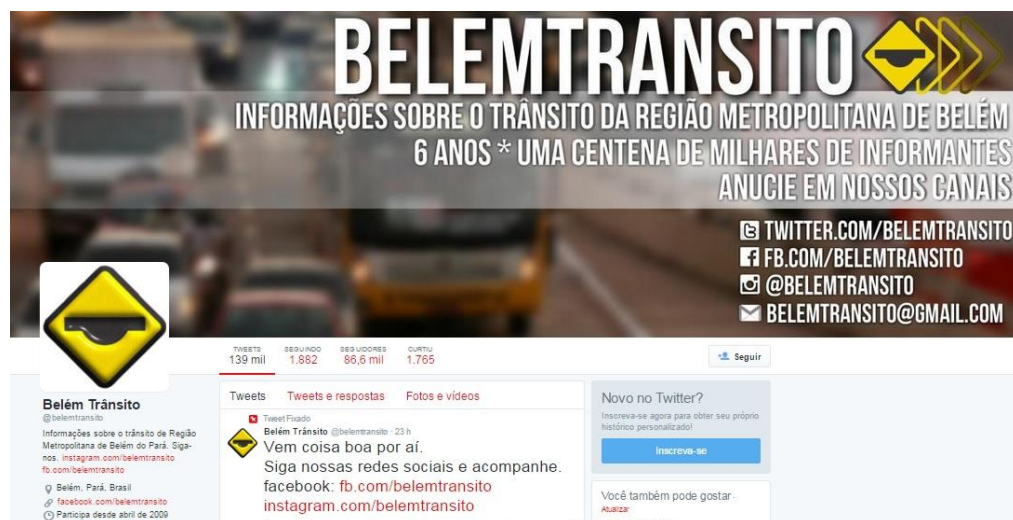 BELEMTRANSITO
INFORMAÇÕES SOBRE O TRÂNSITO DA REGIÃO METROPOLITANA DE BELÉM
6 ANOS * UMA CENTENA DE MILHARES DE INFORMANTES
ANUCIE EM NOSSOS CANAIS
TWITTER.COM/BELEMTRANSITO
FB.COM/BELEMTRANSITO
@BELEMTRANSITO
BELEMTRANSITO@GMAIL.COM
TWEETS SEGUINDO SEGUIDORES CURTIU
139 mil 1.882 86,6 mil 1.765
Seguir
Belém Trânsito
@belemtransito
Informações sobre o trânsito de Região
Metropolitana de Belém do Pará. Siga-
nos. instagram.com/belemtransito
fb.com/belemtransito
Belém, Pará, Brasil
facebook.com/belemtransito
Participa desde abril de 2009
Tweets Tweets e respostas Fotos e vídeos
Tweet Fixado
Belém Trânsito @belemtransito · 23 h
Vem coisa boa por aí.
Siga nossas redes sociais e acompanhe.
facebook: fb.com/belemtransito
instagram.com/belemtransito
Novo no Twitter?
Inscreva-se agora para obter seu próprio
histórico personalizado!
Inscreva-se
Você também pode gostar ·
Atualizar